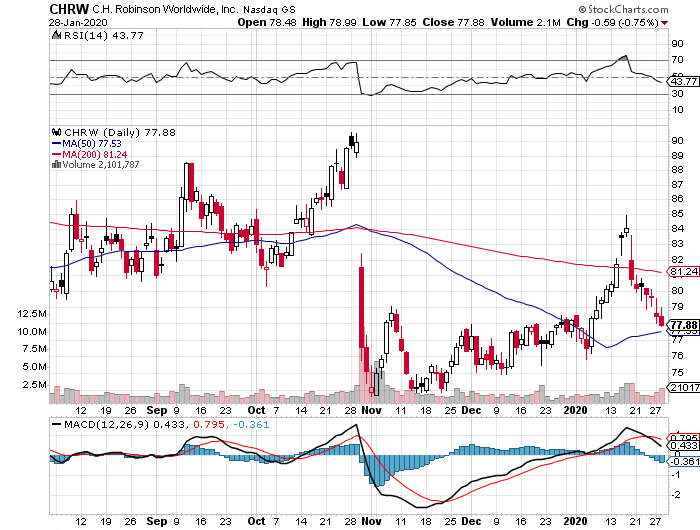 CHRW C.H. Robinson Worldwide, Inc. Nasdaq GS © StockCharts.com
28-Jan-2020 Open 78.48 High 78.99 Low 77.85 Close 77.88 Volume 2.1M Chg -0.59 (-0.75%)
RSI(14) 43.77
90
70
50
43.77
30
10
CHRW (Daily) 77.88
MA(50) 77.53
MA(200) 81.24
Volume 2,101,787
90
89
88
87
86
85
84
83
82
81.24
80
79
77.88
77.53
76
75
12.5M
10.0M
7.5M
5.0M
2.5M
21017
12 19 26 Sep 9 16 23 Oct 7 14 21 28 Nov 11 18 25 Dec 9 16 23 2020 13 21 27
MACD(12,26,9) 0.433, 0.795, -0.361
1
0.795
0.433
0
-0.361
-1
-2
12 19 26 Sep 9 16 23 Oct 7 14 21 28 Nov 11 18 25 Dec 9 16 23 2020 13 21 27